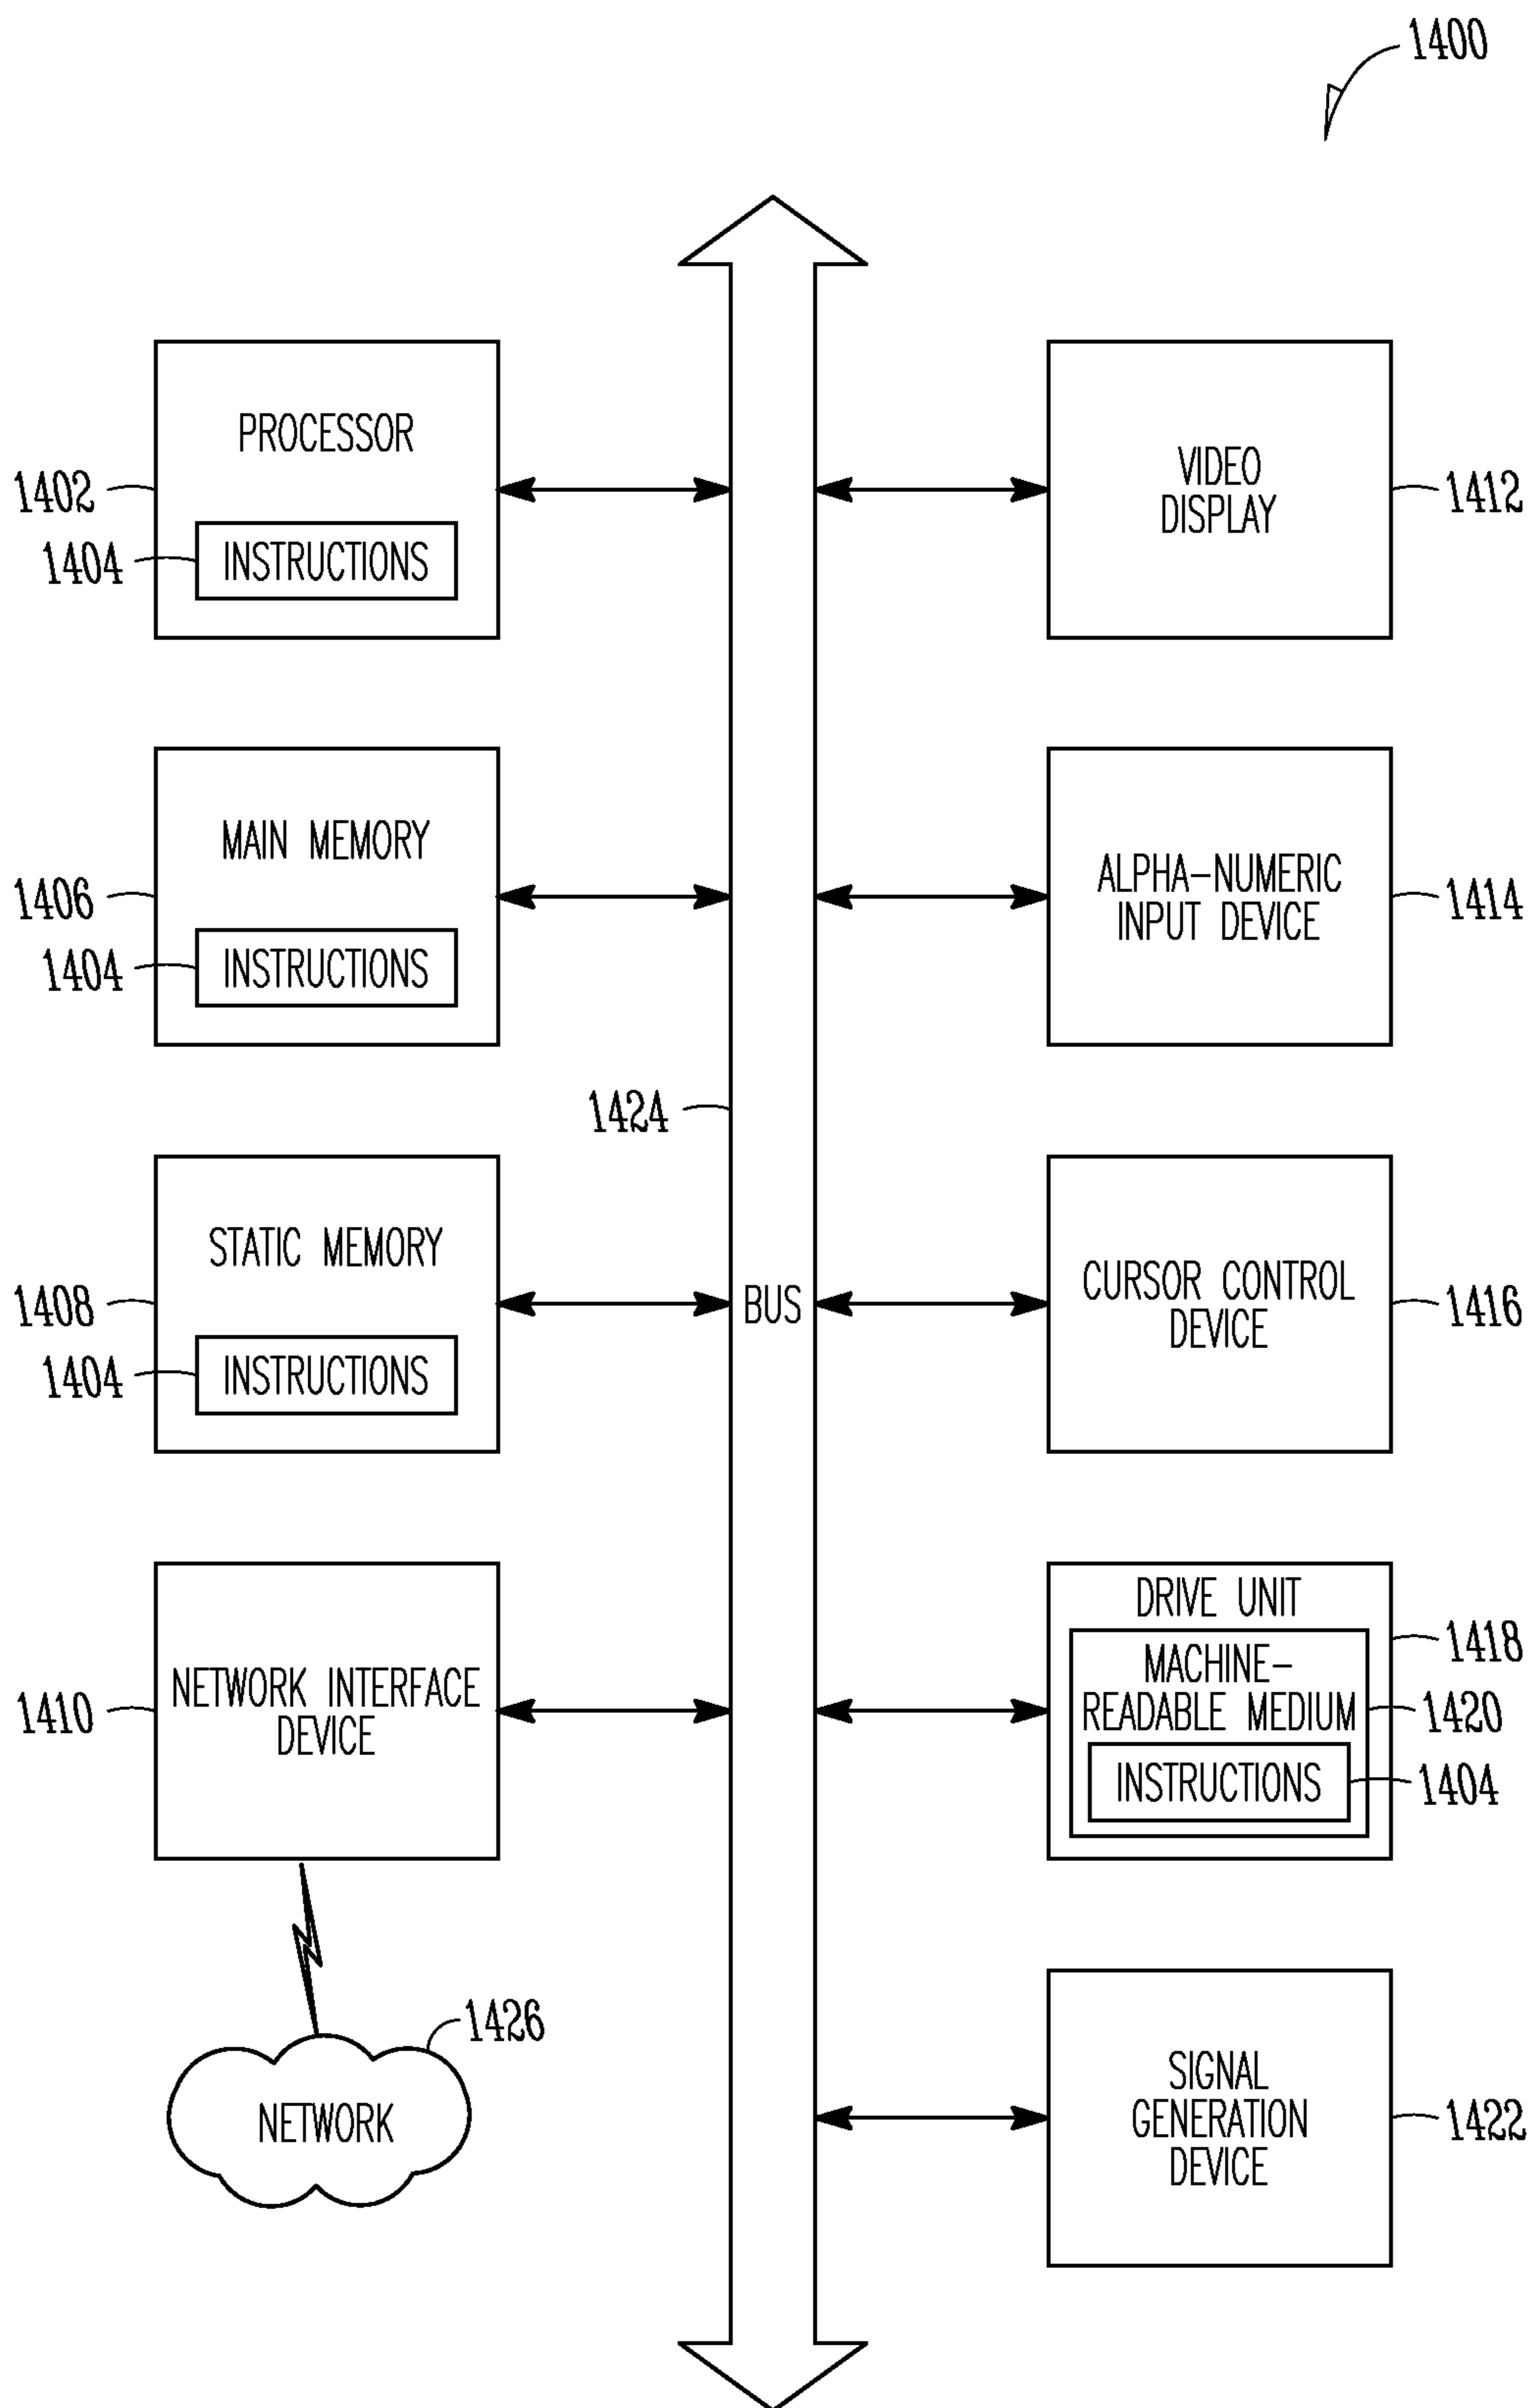 1400
PROCESSOR
1402
1404
INSTRUCTIONS
VIDEO
DISPLAY
1412
MAIN MEMORY
1406
1404
INSTRUCTIONS
ALPHA-NUMERIC
INPUT DEVICE
1414
1424
STATIC MEMORY
1408
1404
INSTRUCTIONS
BUS
CURSOR CONTROL
DEVICE
1416
NETWORK INTERFACE
DEVICE
1410
DRIVE UNIT
1418
MACHINE-
READABLE MEDIUM
1420
INSTRUCTIONS
1404
1426
NETWORK
SIGNAL
GENERATION
DEVICE
1422